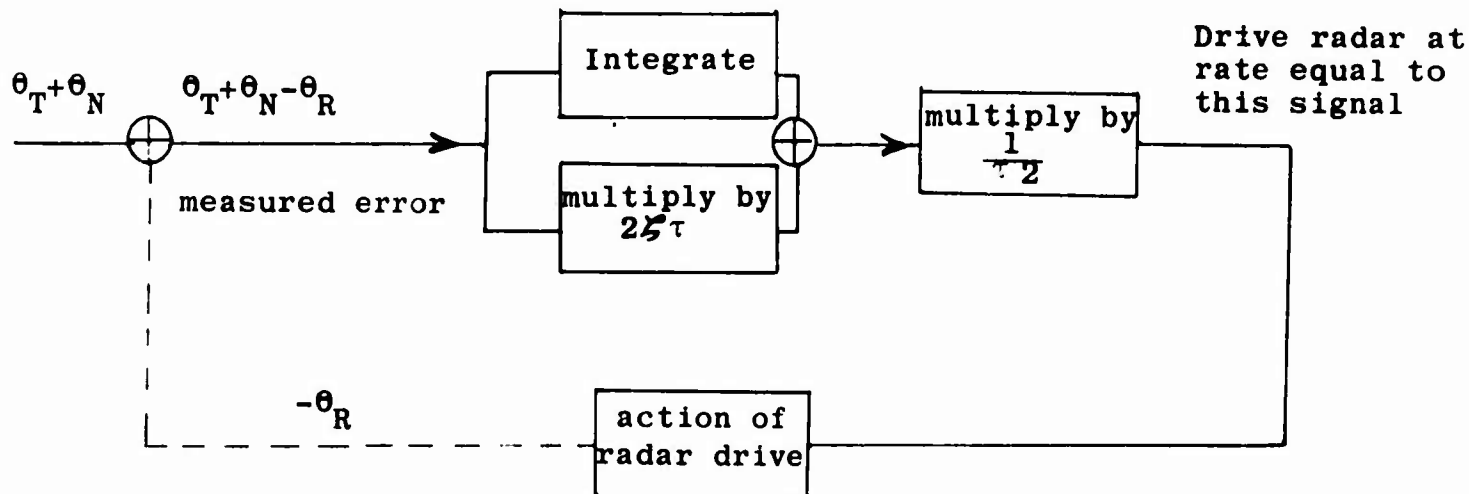 θT+θN
θT+θN-θR
measured error
Integrate
multiply by
2ζτ
multiply by
1
τ2
Drive radar at
rate equal to
this signal
-θR
action of
radar drive